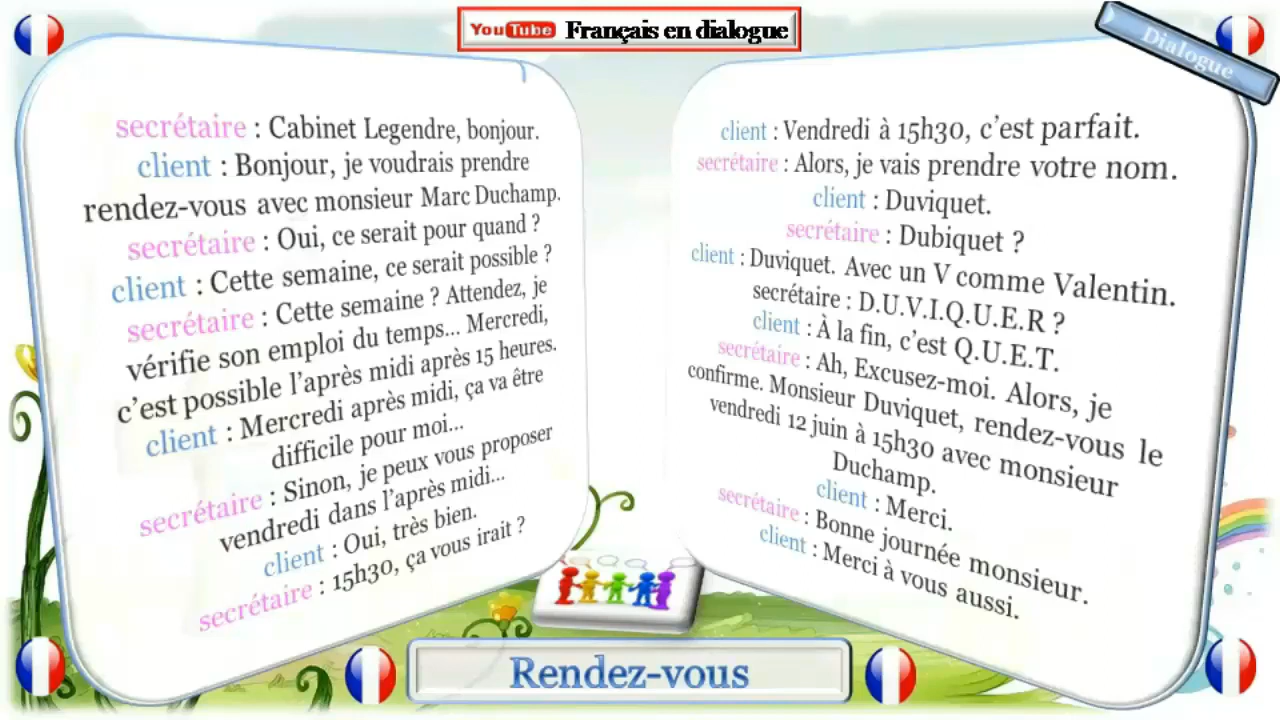 YouTube Français en dialogue
Dialogue
secrétaire : Cabinet Legendre, bonjour.
client : Bonjour, je voudrais prendre
rendez-vous avec monsieur Marc Duchamp.
secrétaire : Oui, ce serait pour quand ?
client : Cette semaine, ce serait possible ?
secrétaire : Cette semaine ? Attendez, je
vérifie son emploi du temps... Mercredi,
c'est possible l'après midi après 15 heures.
client : Mercredi après midi, ça va être
difficile pour moi...
secrétaire : Sinon, je peux vous proposer
vendredi dans l'après midi...
client : Oui, très bien.
secrétaire : 15h30, ça vous irait ?
client : Vendredi à 15h30, c'est parfait.
secrétaire : Alors, je vais prendre votre nom.
client : Duviquet.
secrétaire : Dubiquet ?
client : Duviquet. Avec un V comme Valentin.
secrétaire : D.U.V.I.Q.U.E.R ?
client : À la fin, c'est Q.U.E.T.
secrétaire : Ah, Excusez-moi. Alors, je
confirme. Monsieur Duviquet, rendez-vous le
vendredi 12 juin à 15h30 avec monsieur
Duchamp.
client : Merci.
secrétaire : Bonne journée monsieur.
client : Merci à vous aussi.
Rendez-vous